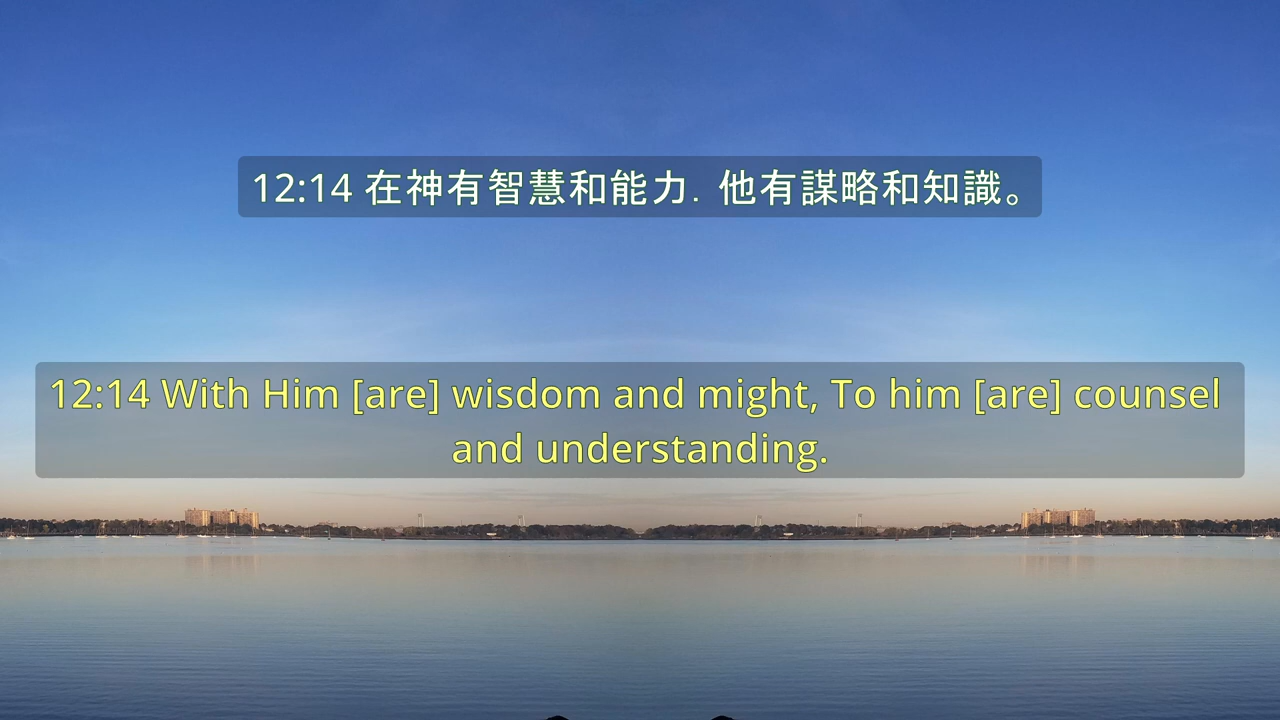 12:14 在神有智慧和能力．他有謀略和知識。
12:14 With Him [are] wisdom and might, To him [are] counsel
and understanding.